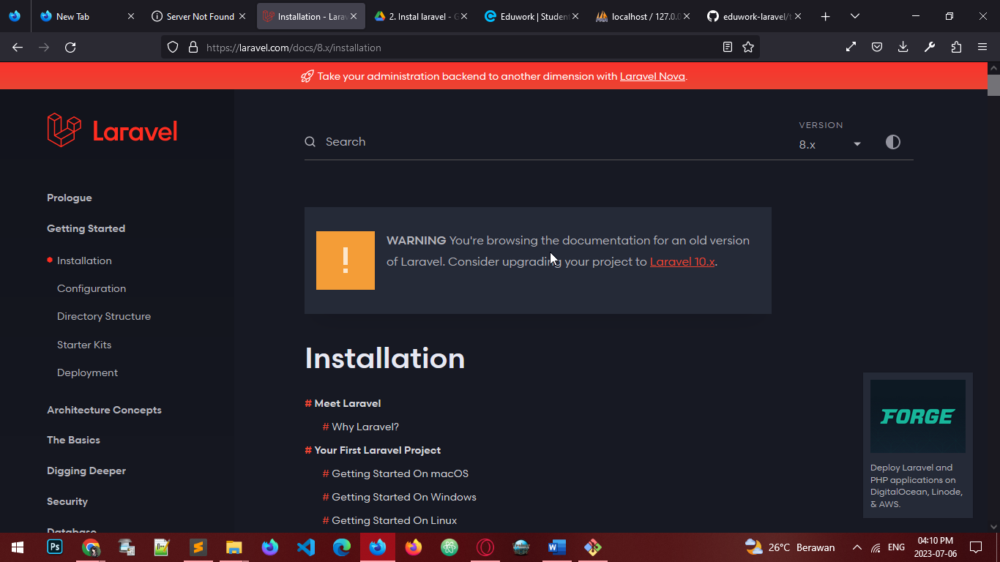 New Tab
Server Not Found
Installation - Larav
2. Instal laravel - G
Eduwork | Student
localhost / 127.0.0
eduwork-laravel/t
https://laravel.com/docs/8.x/installation
Take your administration backend to another dimension with Laravel Nova.
Laravel
Search
VERSION
8.x
Prologue
Getting Started
Installation
Configuration
Directory Structure
Starter Kits
Deployment
Architecture Concepts
The Basics
Digging Deeper
Security
Database
! WARNING You're browsing the documentation for an old version
of Laravel. Consider upgrading your project to Laravel 10.x.
Installation
# Meet Laravel
# Why Laravel?
# Your First Laravel Project
# Getting Started On macOS
# Getting Started On Windows
# Getting Started On Linux
FORGE
Deploy Laravel and
PHP applications on
DigitalOcean, Linode,
& AWS.
Ps
26°C Berawan
ENG
04:10 PM
2023-07-06